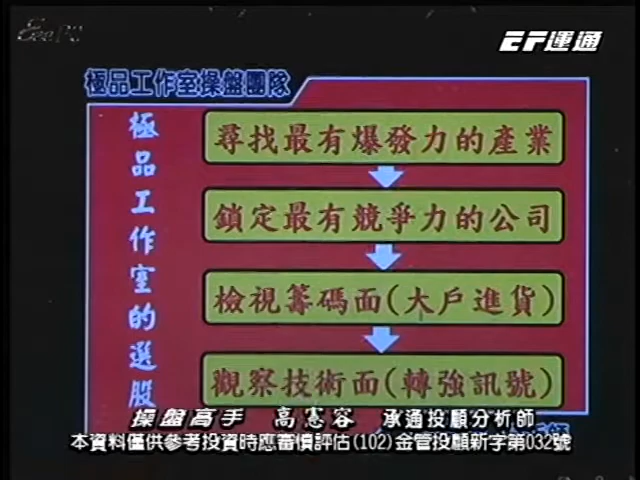 EF運通
極品工作室操盤團隊
極品工作室的選股
尋找最有爆發力的產業
鎖定最有競爭力的公司
檢視籌碼面(大戶進貨)
觀察技術面(轉強訊號)
操盤高手 高憲容 承通投顧分析師
本資料僅供參考投資時應審慎評估(102)金管投顧新字第032號